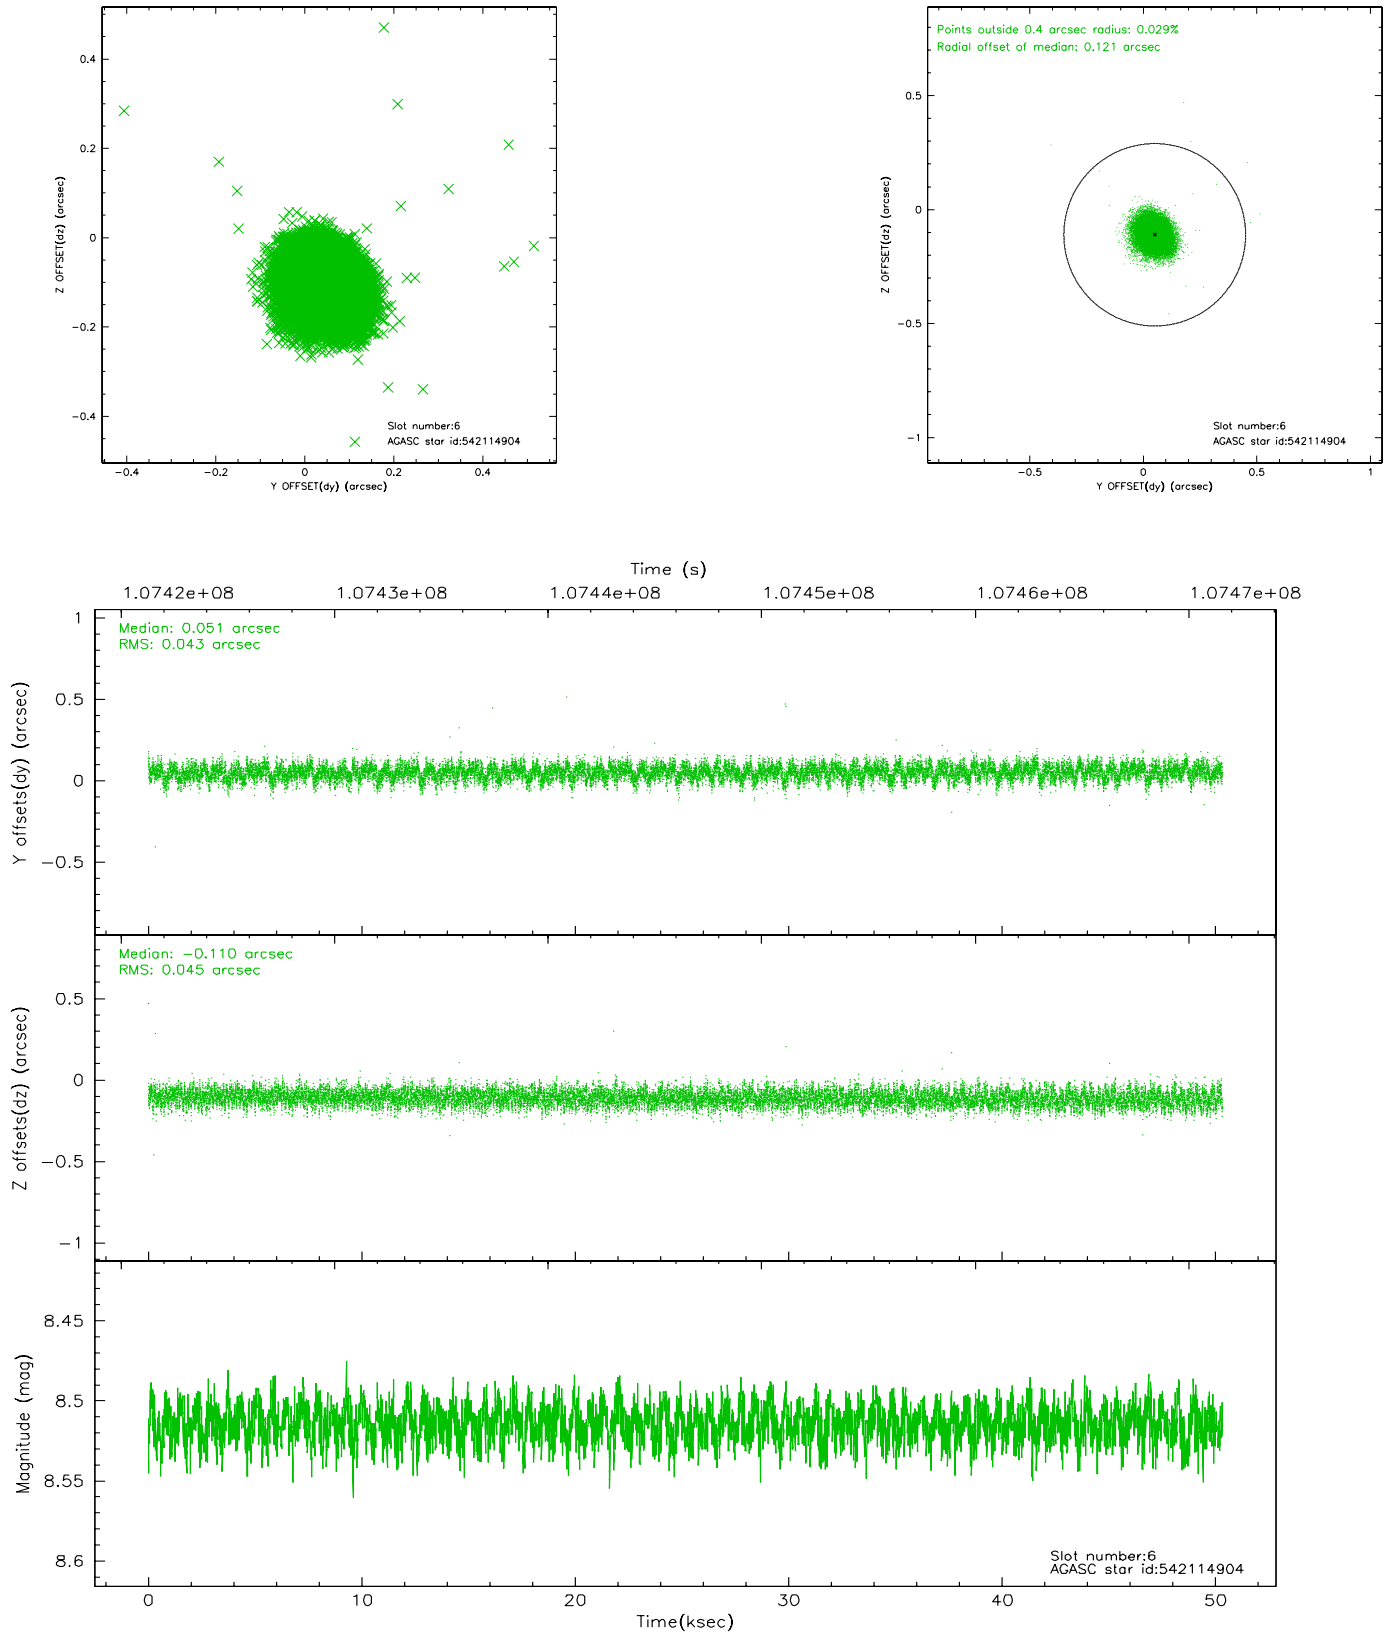 0.4
0.2
0
−0.2
−0.4
Z OFFSET(dz) (arcsec)
Slot number:6
AGASC star id:542114904
−0.4
−0.2
0
0.2
0.4
Y OFFSET(dy) (arcsec)
Points outside 0.4 arcsec radius: 0.029%
Radial offset of median: 0.121 arcsec
0.5
0
−0.5
−1
Z OFFSET(dz) (arcsec)
Slot number:6
AGASC star id:542114904
−0.5
0
0.5
1
Y OFFSET(dy) (arcsec)
Time (s)
1.0742e+08
1.0743e+08
1.0744e+08
1.0745e+08
1.0746e+08
1.0747e+08
Median: 0.051 arcsec
RMS: 0.043 arcsec
1
0.5
0
−0.5
Y offsets(dy) (arcsec)
Median: −0.110 arcsec
RMS: 0.045 arcsec
0.5
0
−0.5
−1
Z offsets(dz) (arcsec)
8.45
8.5
8.55
8.6
Magnitude (mag)
Slot number:6
AGASC star id:542114904
0
10
20
30
40
50
Time(ksec)